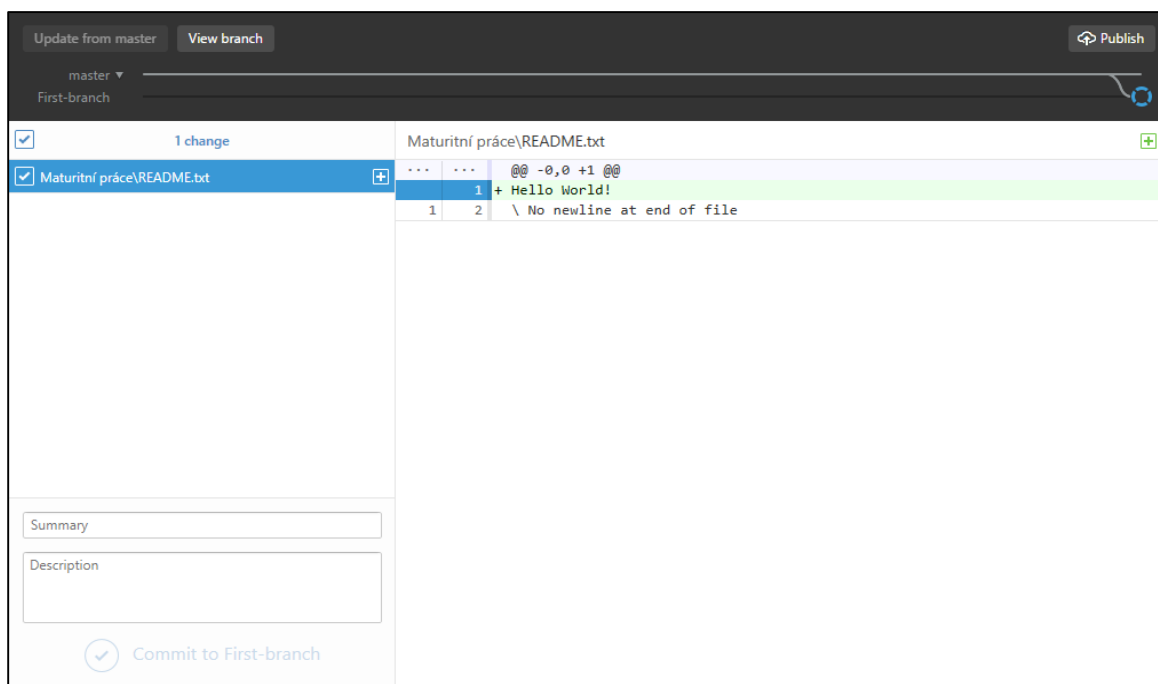 Update from master View branch Publish
master
First-branch
1 change
Maturitní práce\README.txt
Maturitní práce\README.txt
... ... @@ -0,0 +1 @@
1 + Hello World!
1 2 \ No newline at end of file
Summary
Description
Commit to First-branch